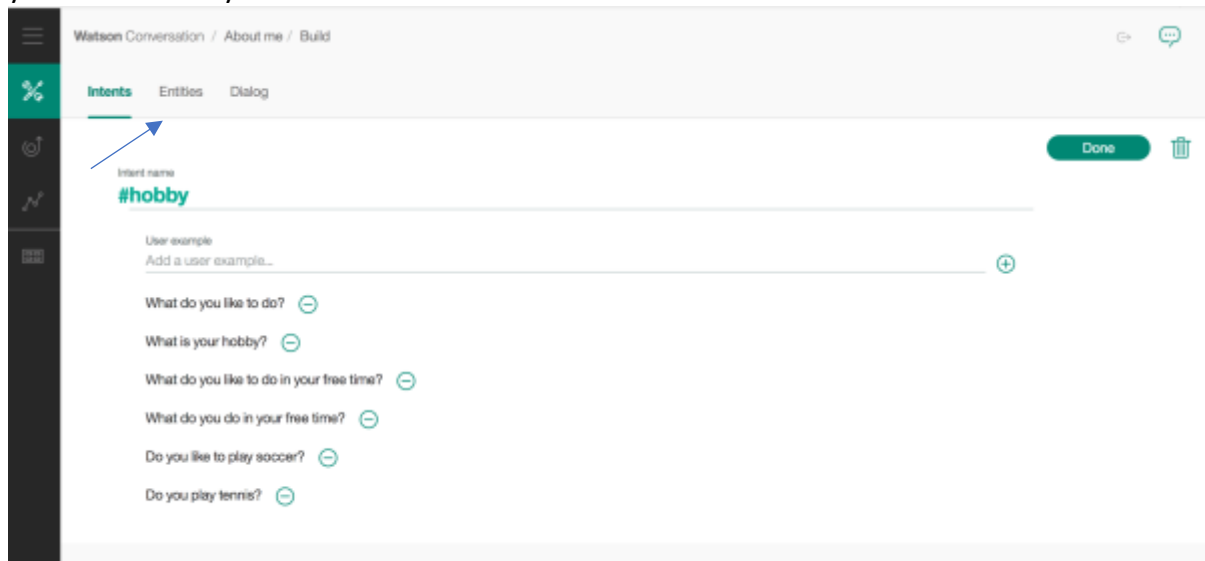 Watson Conversation / About me / Build
Intents Entities Dialog
Done
Intent name
#hobby
User example
Add a user example...
What do you like to do?
What is your hobby?
What do you like to do in your free time?
What do you do in your free time?
Do you like to play soccer?
Do you play tennis?